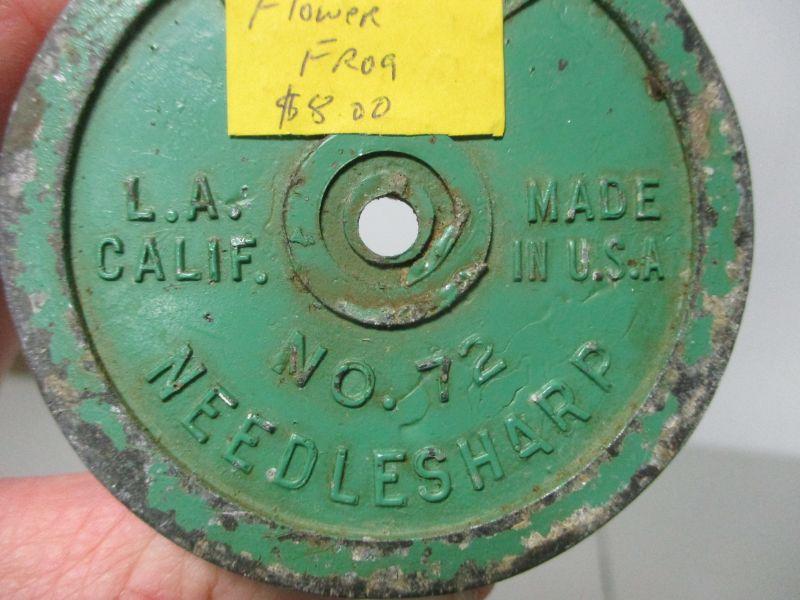 Flower
Frog
$8.00
L.A.
CALIF.
MADE
IN U.S.A
NO. 72
NEEDLESHARP